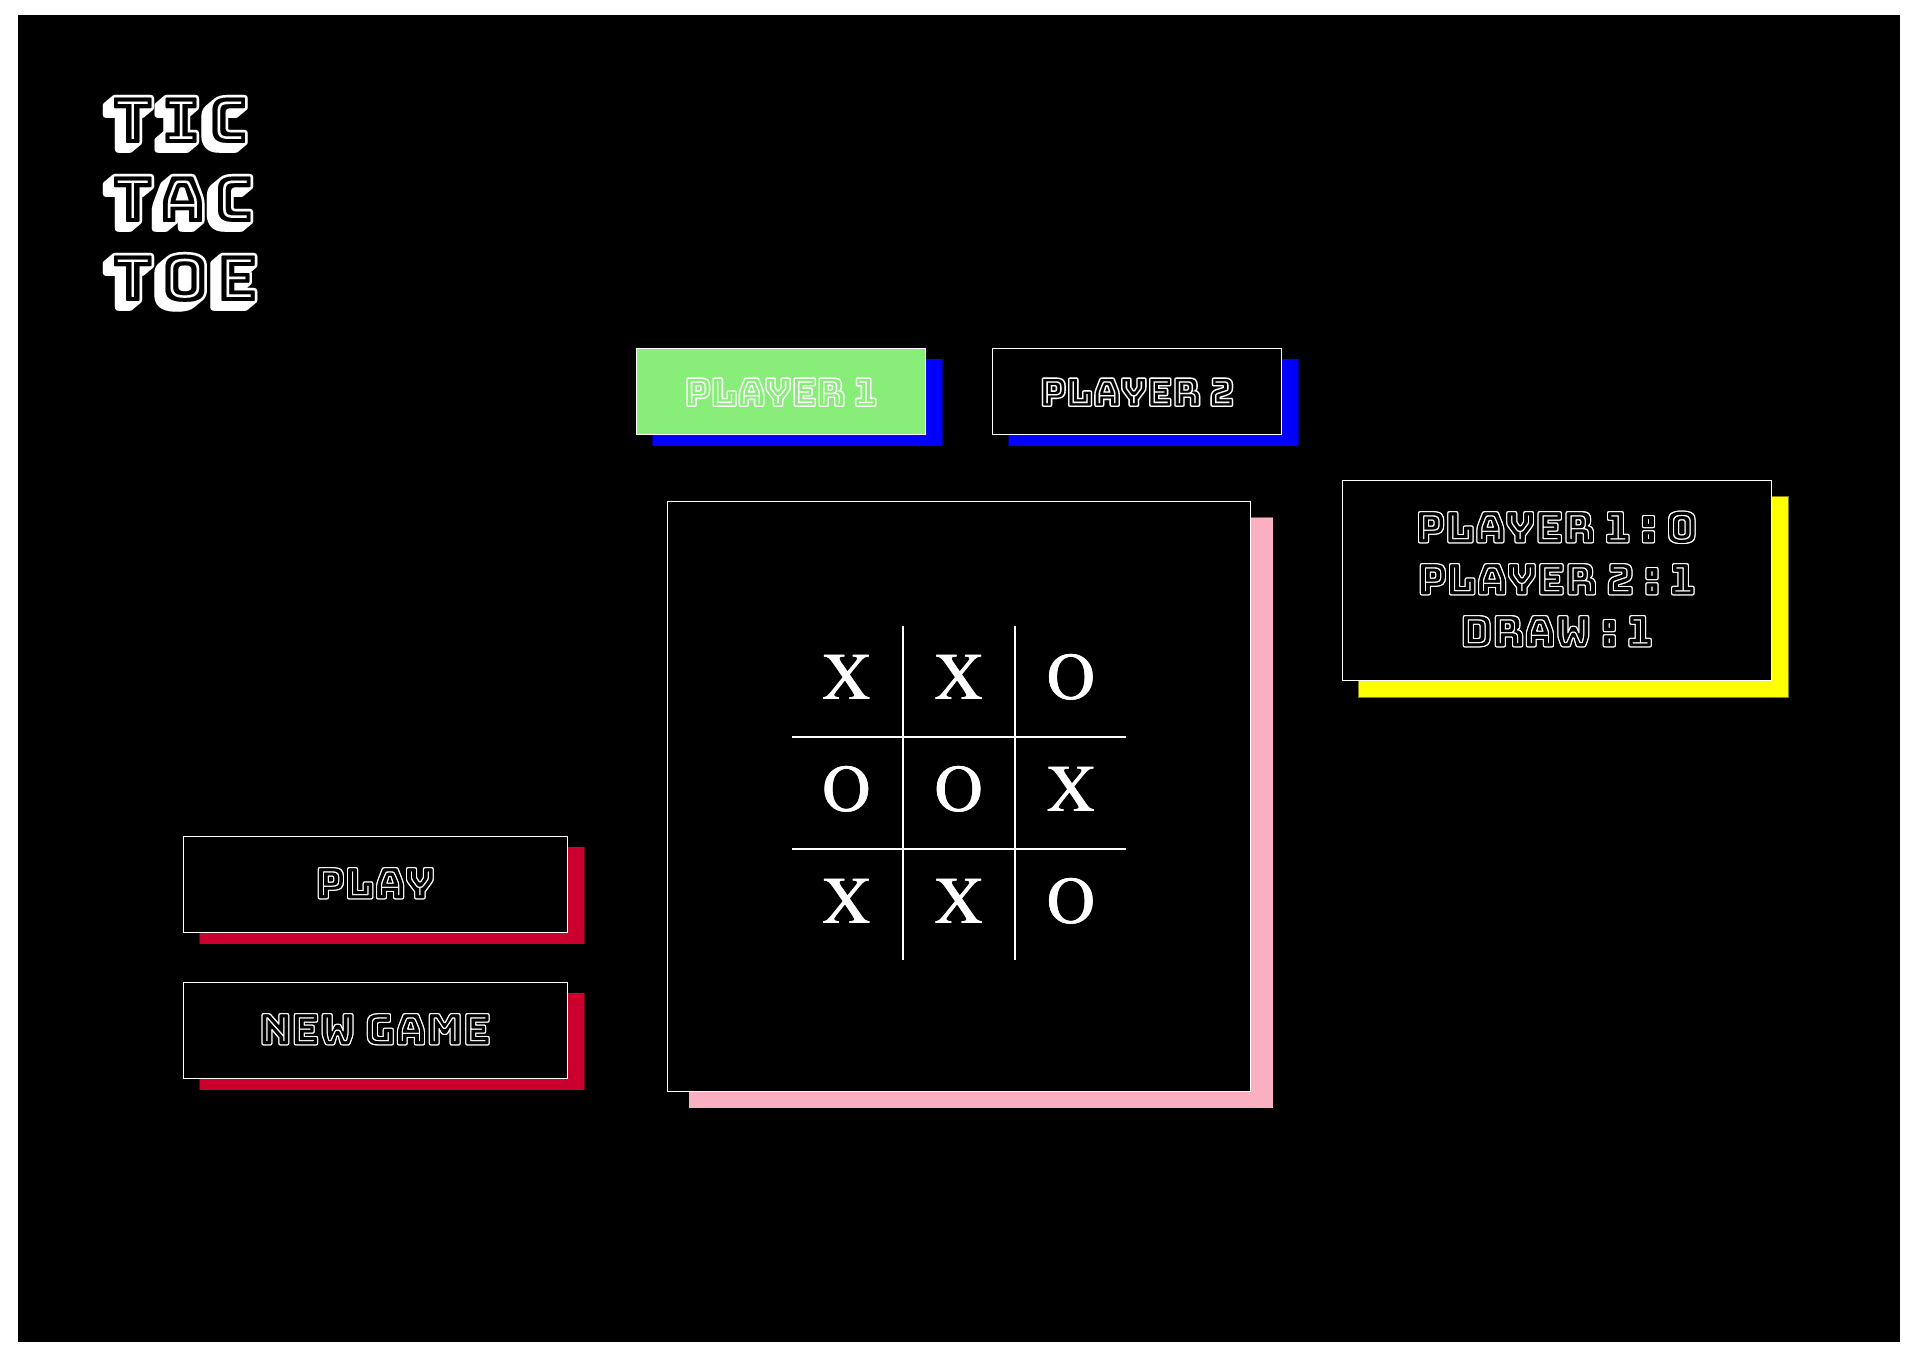 TIC
TAC
TOE
PLAYER 1 PLAYER 2
PLAYER 1 : 0
PLAYER 2 : 1
DRAW : 1
X X O
O O X
X X O
PLAY
NEW GAME